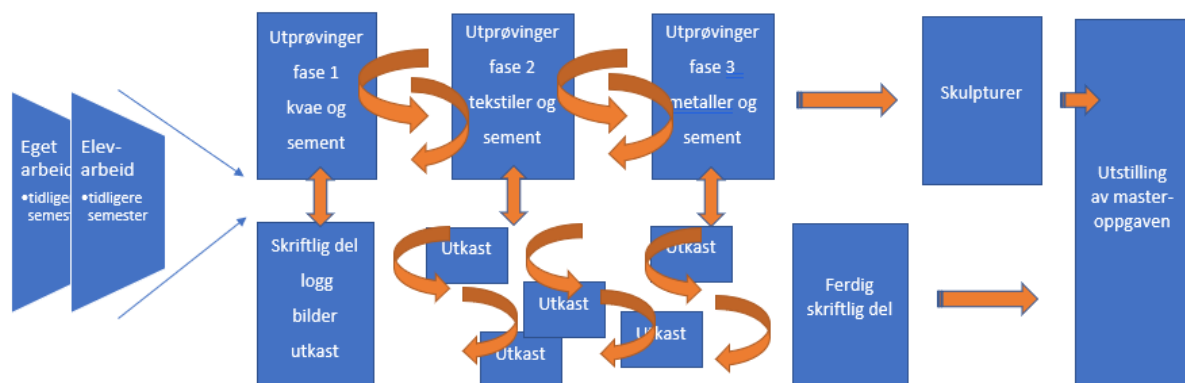 Eget
arbeid
•tidligere
semester
Elev-
arbeid
•tidligere
semester
Utprøvinger
fase 1
kvae og
sement
Utprøvinger
fase 2
tekstiler og
sement
Utprøvinger
fase 3
metaller og
sement
Skulpturer
Utstilling
av master-
oppgaven
Skriftlig del
logg
bilder
utkast
Utkast
Utkast
Utkast
Utkast
Utkast
Ferdig
skriftlig del